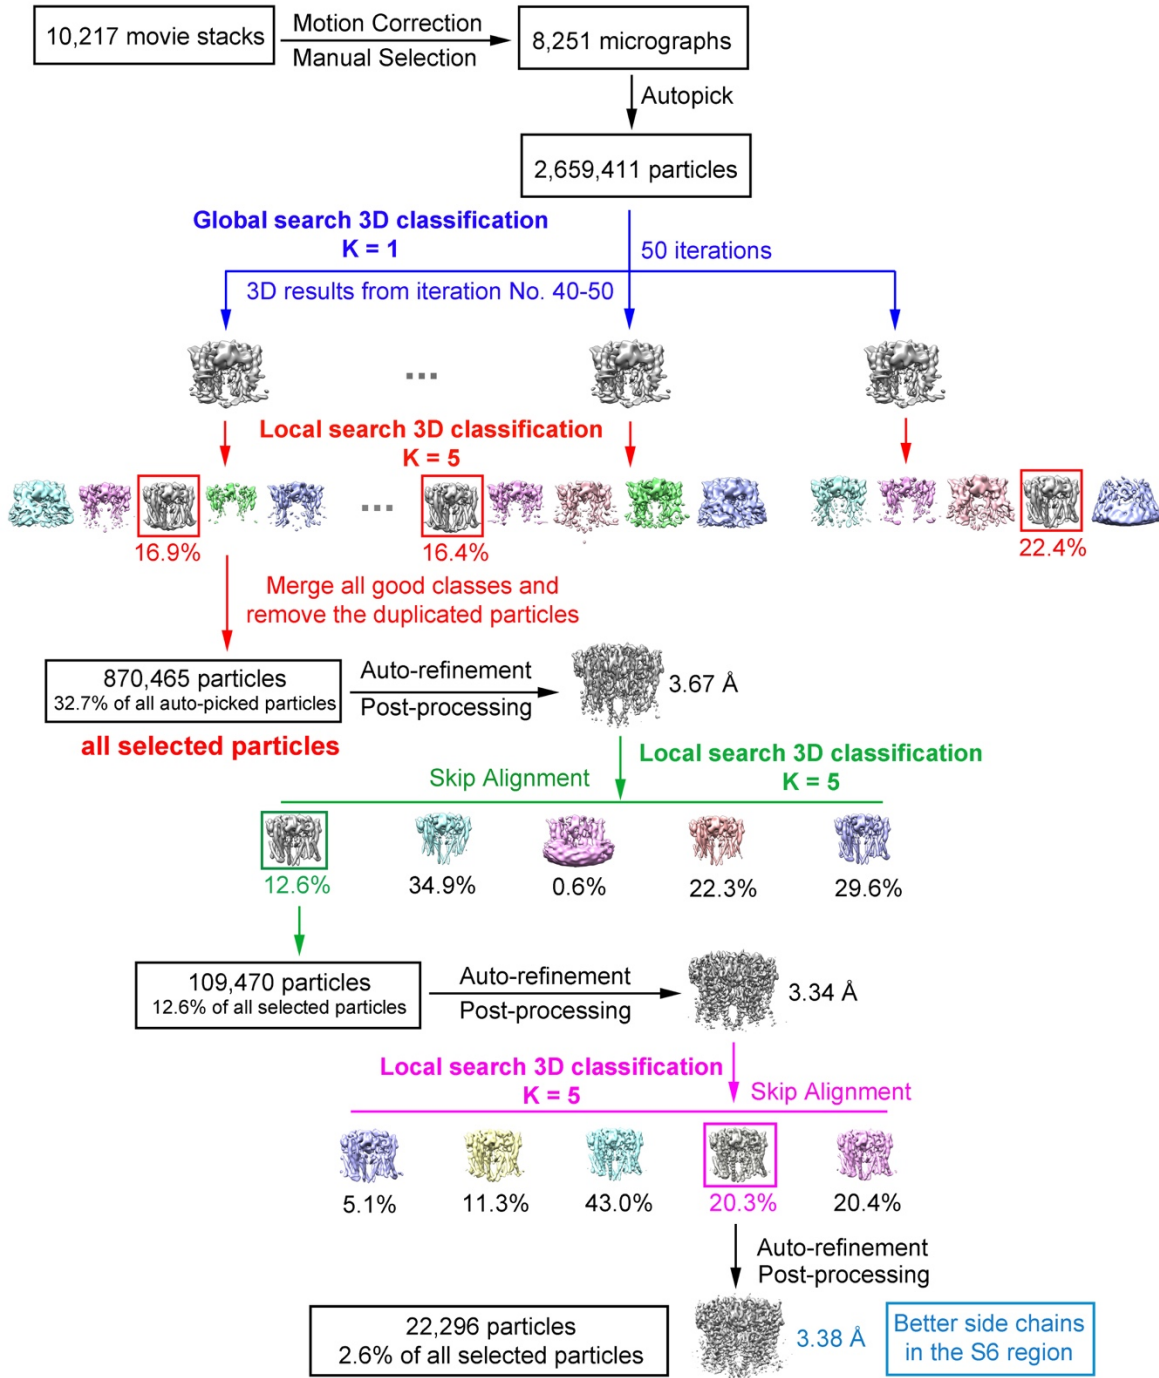 10,217 movie stacks
Motion Correction
Manual Selection
8,251 micrographs
Autopick
2,659,411 particles
Global search 3D classification
K = 1
50 iterations
3D results from iteration No. 40-50
...
Local search 3D classification
K = 5
...
16.9%
16.4%
22.4%
Merge all good classes and
remove the duplicated particles
870,465 particles
32.7% of all auto-picked particles
all selected particles
Auto-refinement
Post-processing
3.67 Å
Local search 3D classification
K = 5
Skip Alignment
12.6%
34.9%
0.6%
22.3%
29.6%
109,470 particles
12.6% of all selected particles
Auto-refinement
Post-processing
3.34 Å
Local search 3D classification
K = 5
Skip Alignment
5.1%
11.3%
43.0%
20.3%
20.4%
Auto-refinement
Post-processing
22,296 particles
2.6% of all selected particles
3.38 Å
Better side chains
in the S6 region